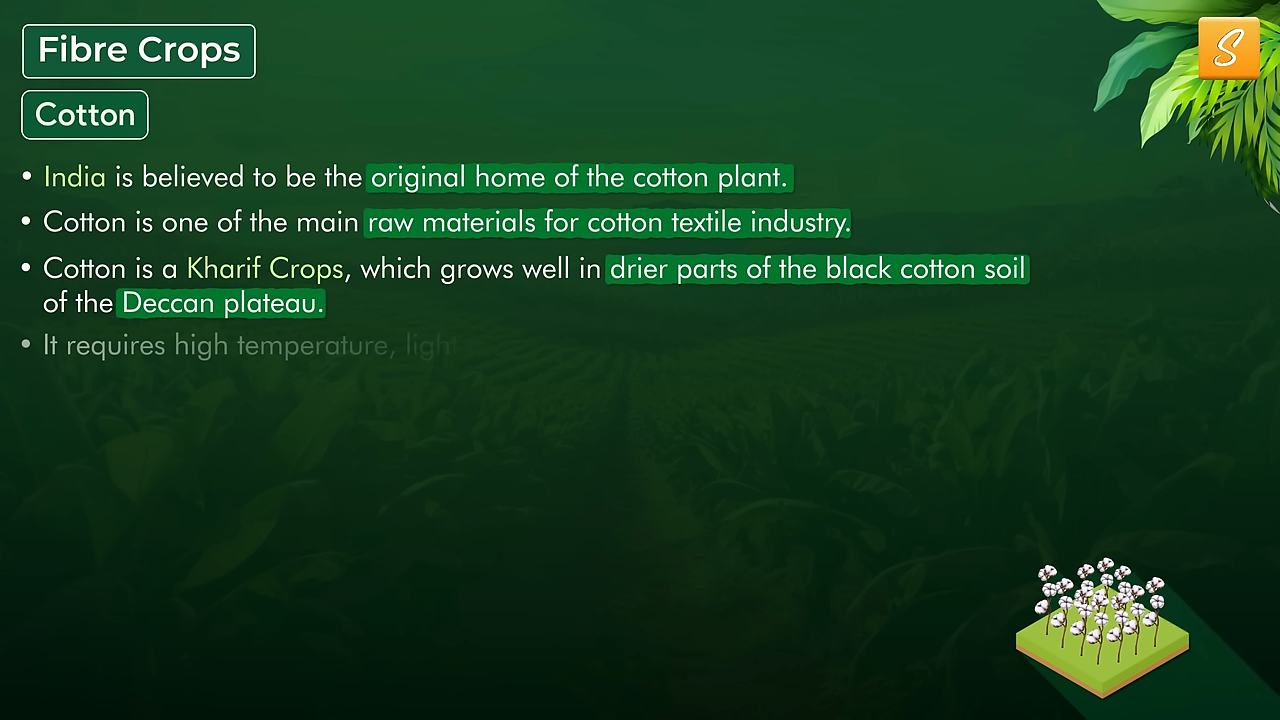 Fibre Crops
S
Cotton
• India is believed to be the original home of the cotton plant.
• Cotton is one of the main raw materials for cotton textile industry.
• Cotton is a Kharif Crops, which grows well in drier parts of the black cotton soil
of the Deccan plateau.
• It requires high temperature, light